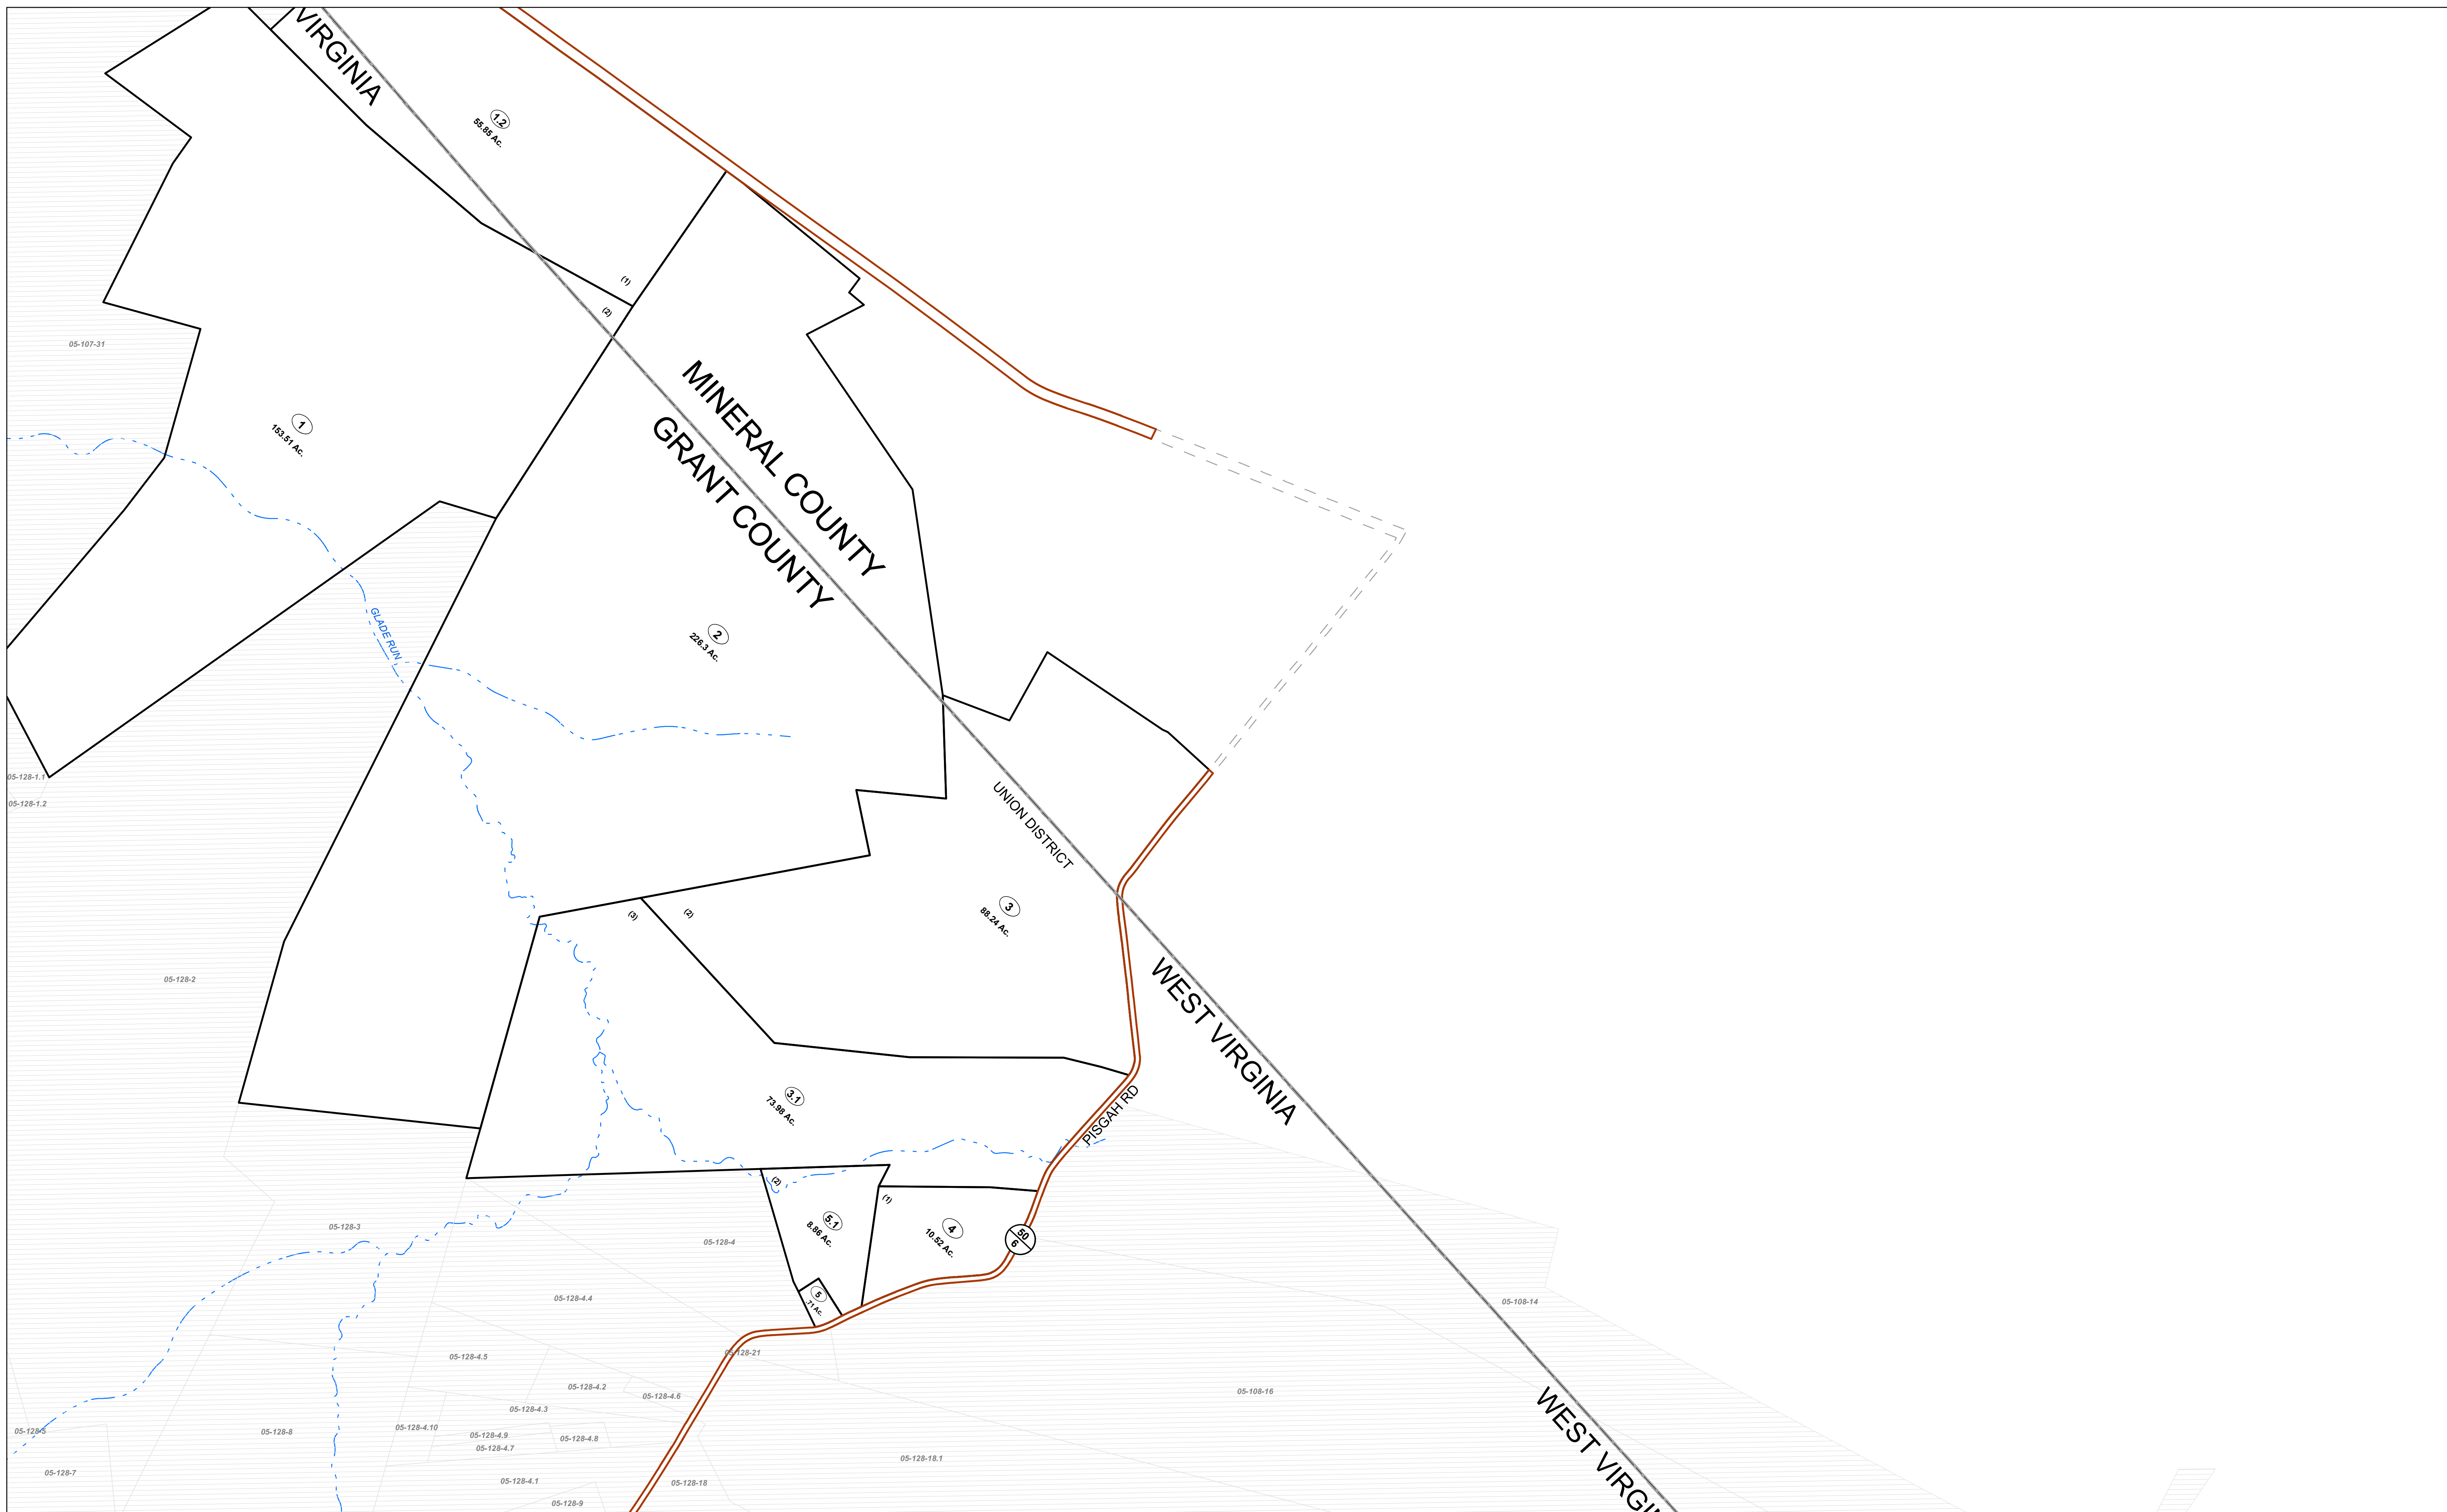 VIRGINIA
1.2
55.85 Ac.
(1)
(2)
05-107-31
1
153.51 Ac.
MINERAL COUNTY
GRANT COUNTY
GLADE RUN
2
226.3 Ac.
05-128-1.1
05-128-1.2
UNION DISTRICT
3
88.24 Ac.
(3)
(2)
05-128-2
WEST VIRGINIA
3.1
73.98 Ac.
PISGAH RD
(2)
(1)
5.1
8.86 Ac.
4
10.52 Ac.
50
6
05-128-3
05-128-4
5
.71 Ac.
05-128-4.4
05-108-14
05-128-21
05-128-4.5
05-128-4.2
05-128-4.6
05-108-16
05-128-4.3
WEST VIRGI
05-128-4.10
05-128-5
05-128-8
05-128-4.9
05-128-4.8
05-128-4.7
05-128-18.1
05-128-7
05-128-4.1
05-128-18
05-128-9